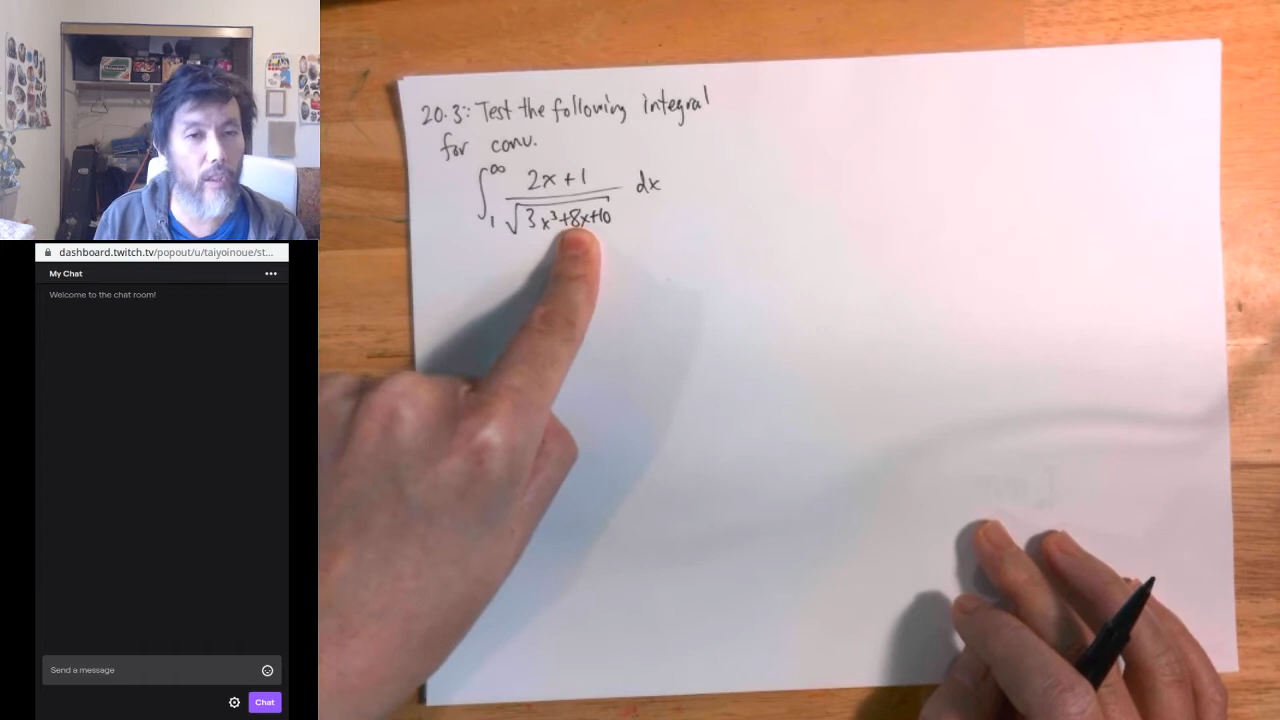 dashboard.twitch.tv/popout/u/taiyoinoue/st...
My Chat
Welcome to the chat room!
Send a message
Chat
20.3: Test the following integral
for conv.
∫₁^∞ (2x+1)/√(3x³+8x+10) dx